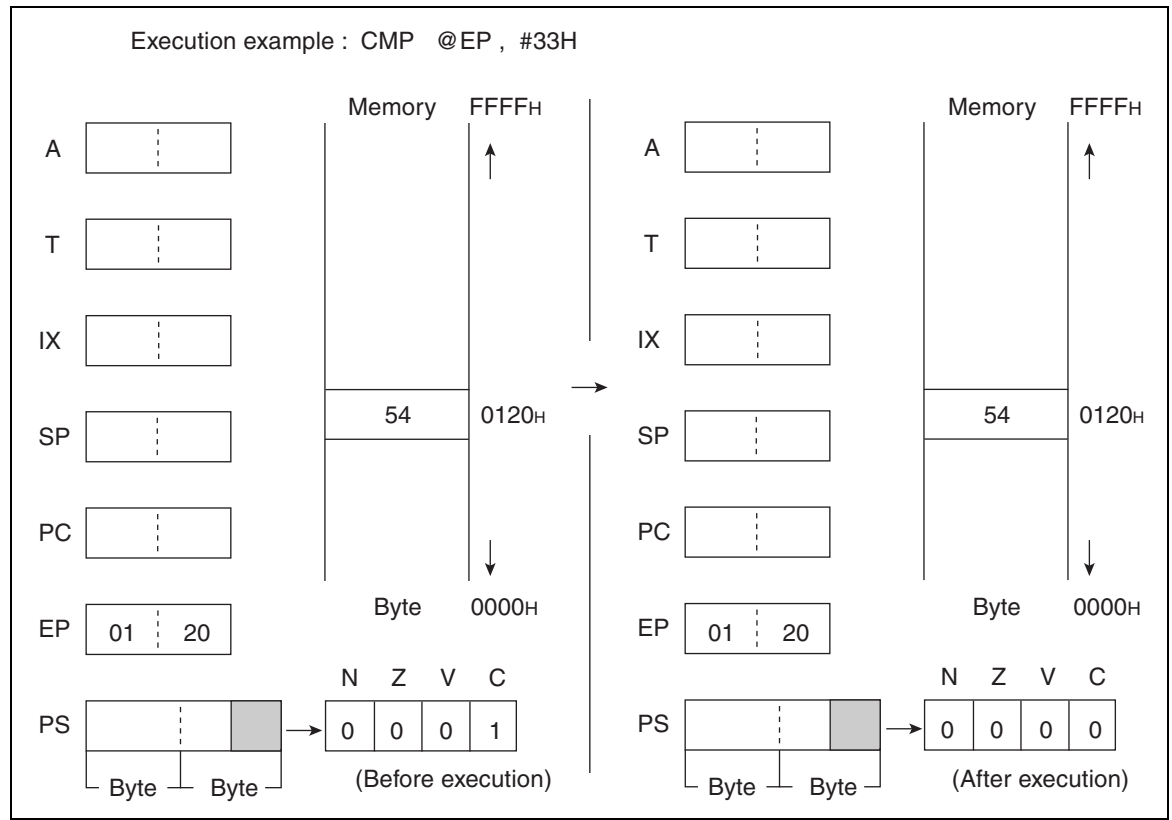 Execution example : CMP @EP , #33H
Memory FFFFH
A
T
IX
54 0120H
SP
PC
Byte 0000H
EP 01 20
N Z V C
PS 0 0 0 1
Byte Byte (Before execution)
Memory FFFFH
A
T
IX
54 0120H
SP
PC
Byte 0000H
EP 01 20
N Z V C
PS 0 0 0 0
Byte Byte (After execution)